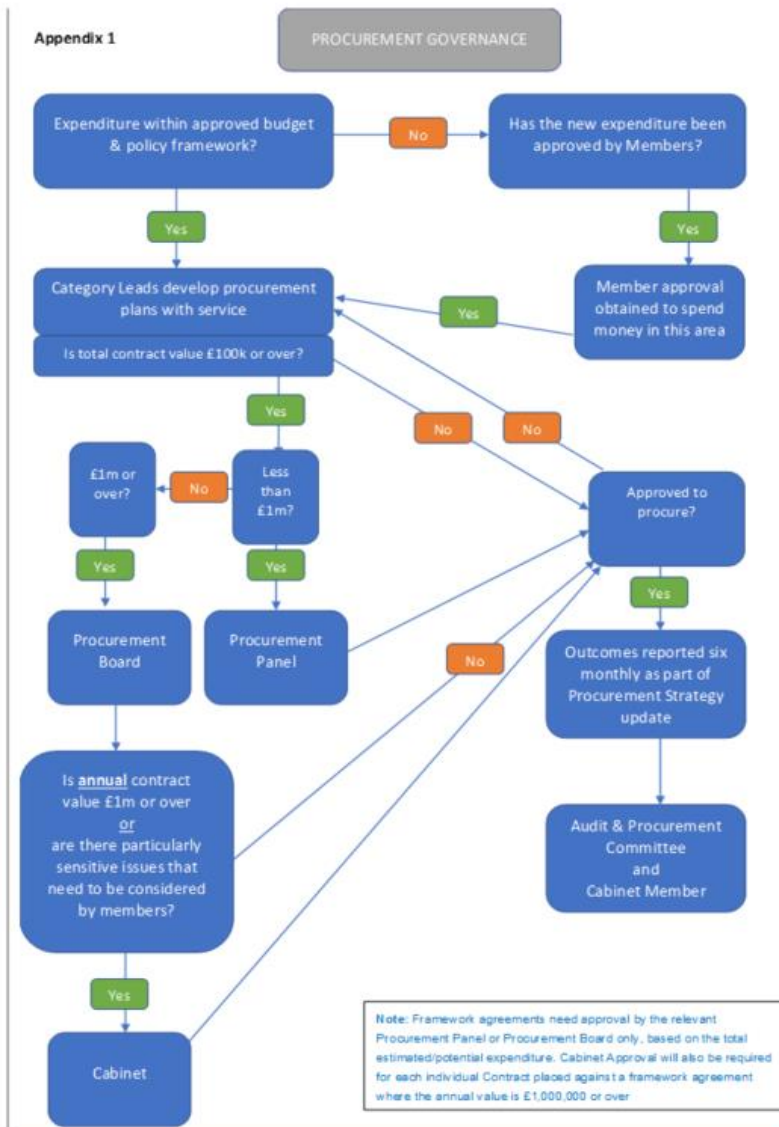 Appendix 1
PROCUREMENT GOVERNANCE
Expenditure within approved budget
& policy framework?
No
Has the new expenditure been
approved by Members?
Yes
Yes
Category Leads develop procurement
plans with service
Yes
Member approval
obtained to spend
money in this area
Is total contract value £100k or over?
Yes
No
No
£1m or
over?
No
Less
than
£1m?
Approved to
procure?
Yes
Yes
Yes
Procurement
Board
Procurement
Panel
No
Outcomes reported six
monthly as part of
Procurement Strategy
update
Is annual contract
value £1m or over
or
are there particularly
sensitive issues that
need to be considered
by members?
Audit & Procurement
Committee
and
Cabinet Member
Yes
Cabinet
Note: Framework agreements need approval by the relevant
Procurement Panel or Procurement Board only, based on the total
estimated/potential expenditure. Cabinet Approval will also be required
for each individual Contract placed against a framework agreement
where the annual value is £1,000,000 or over